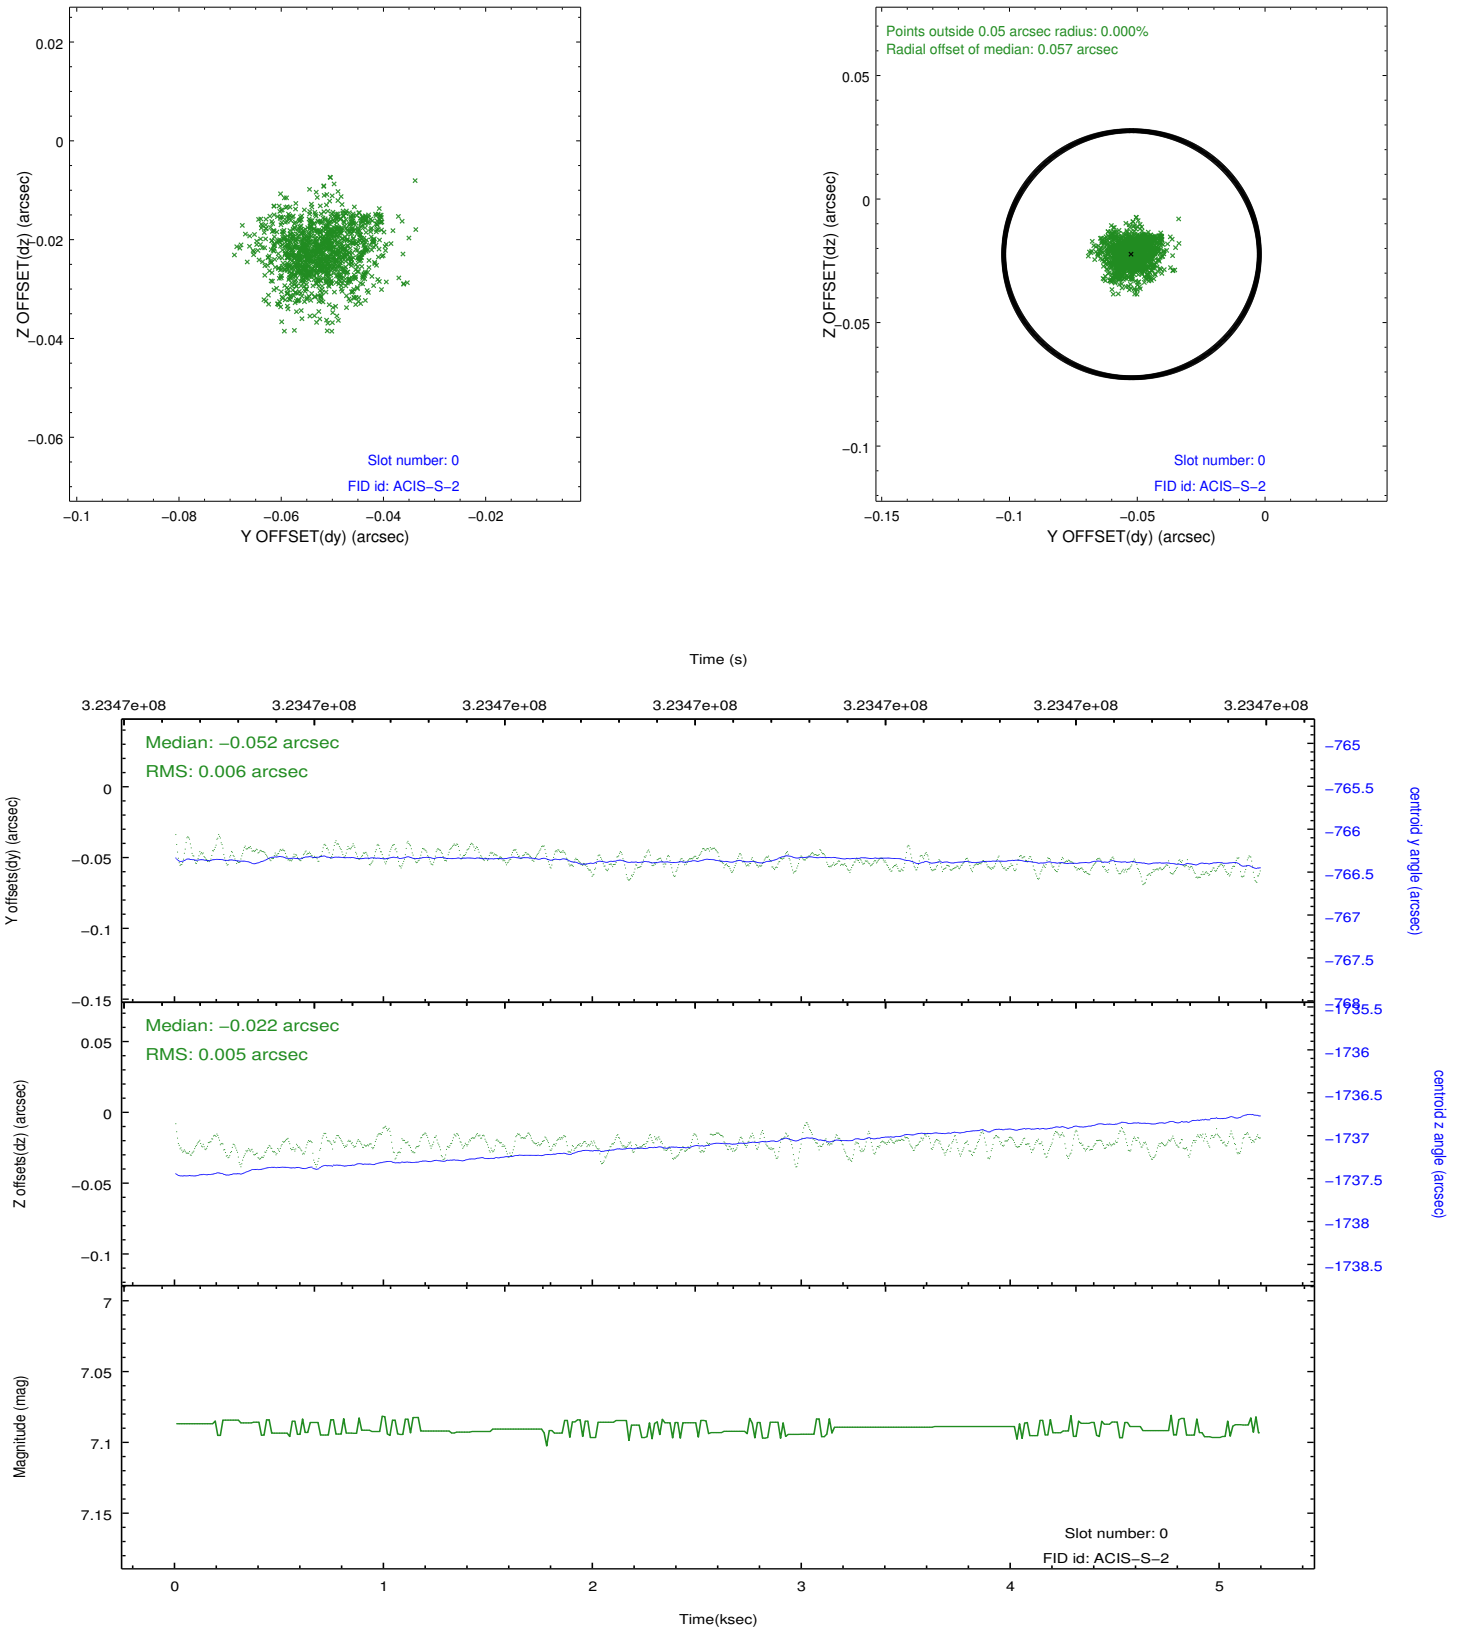 0.02
0
−0.02
−0.04
−0.06
Z OFFSET(dz) (arcsec)
Slot number: 0
FID id: ACIS−S−2
−0.1
−0.08
−0.06
−0.04
−0.02
Y OFFSET(dy) (arcsec)
Points outside 0.05 arcsec radius: 0.000%
Radial offset of median: 0.057 arcsec
0.05
0
−0.05
−0.1
Z OFFSET(dz) (arcsec)
Slot number: 0
FID id: ACIS−S−2
−0.15
−0.1
−0.05
0
Y OFFSET(dy) (arcsec)
Time (s)
3.2347e+08
3.2347e+08
3.2347e+08
3.2347e+08
3.2347e+08
3.2347e+08
3.2347e+08
Median: −0.052 arcsec
RMS: 0.006 arcsec
0
−0.05
−0.1
−0.15
Y offsets(dy) (arcsec)
−765
−765.5
−766
−766.5
−767
−767.5
−768
centroid y angle (arcsec)
Median: −0.022 arcsec
RMS: 0.005 arcsec
0.05
0
−0.05
−0.1
Z offsets(dz) (arcsec)
−1735.5
−1736
−1736.5
−1737
−1737.5
−1738
−1738.5
centroid z angle (arcsec)
7
7.05
7.1
7.15
Magnitude (mag)
Slot number: 0
FID id: ACIS−S−2
0
1
2
3
4
5
Time(ksec)